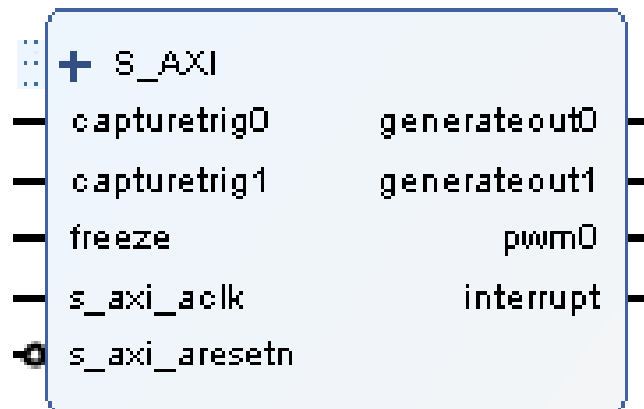 S_AXI
capturetrig0 generateout0
capturetrig1 generateout1
freeze pwm0
s_axi_aclk interrupt
s_axi_aresetn